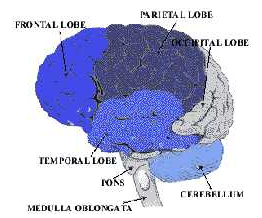 PARIETAL LOBE
FRONTAL LOBE
OCCIPITAL LOBE
TEMPORAL LOBE
PONS
CEREBELLUM
MEDULLA OBLONGATA